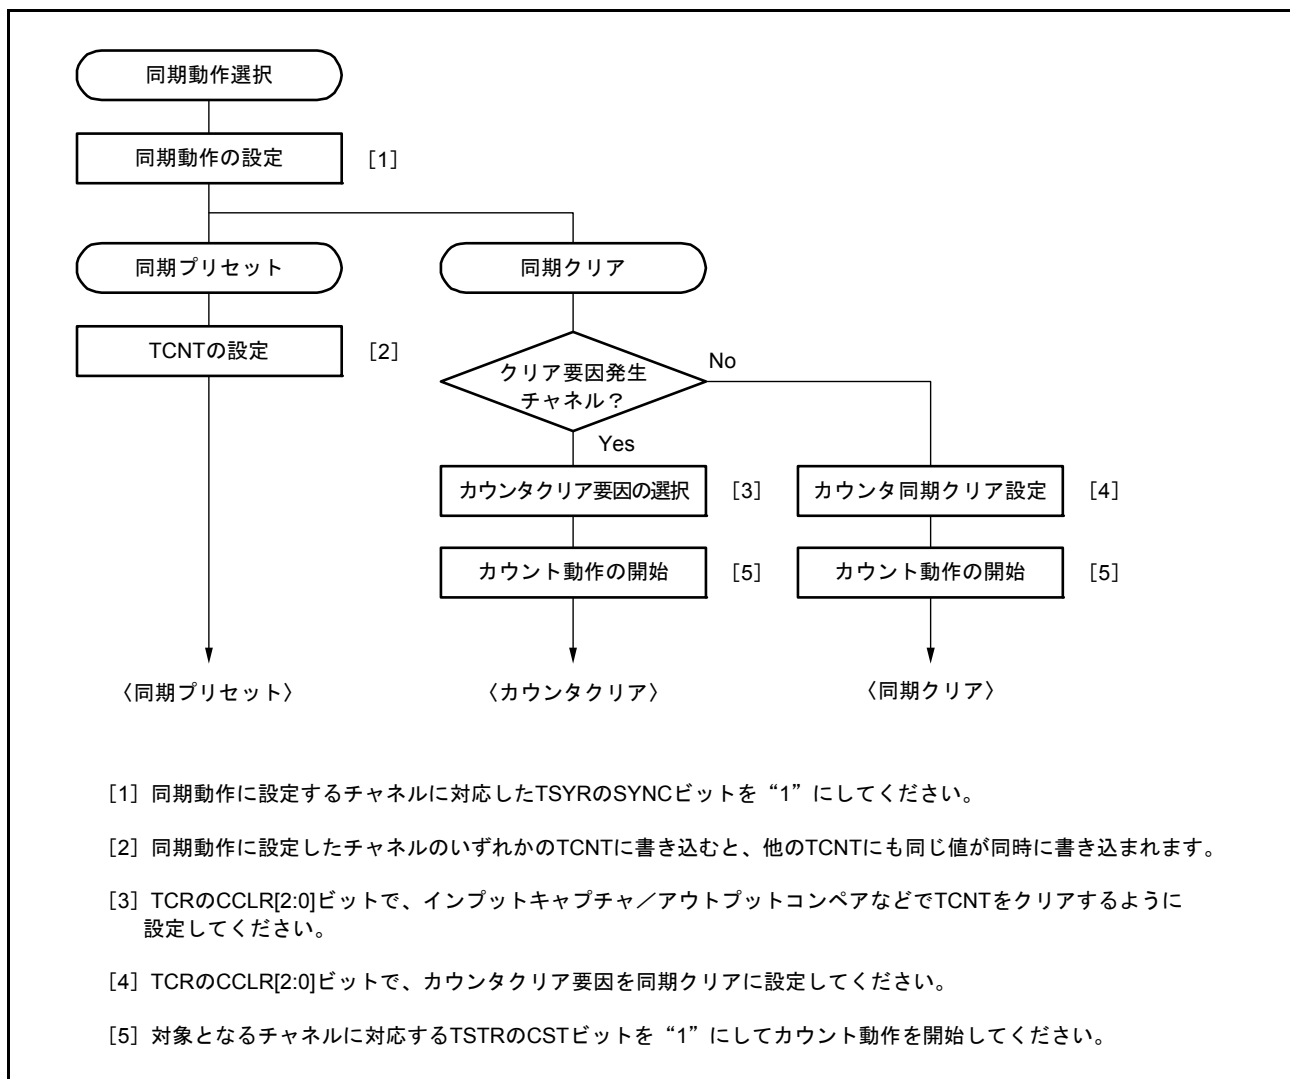 同期動作選択
同期動作の設定 [1]
同期プリセット 同期クリア
TCNTの設定 [2]
クリア要因発生
チャネル？
No
Yes
カウンタクリア要因の選択 [3] カウンタ同期クリア設定 [4]
カウント動作の開始 [5] カウント動作の開始 [5]
〈同期プリセット〉 〈カウンタクリア〉 〈同期クリア〉
[1] 同期動作に設定するチャネルに対応したTSYRのSYNCビットを“1”にしてください。
[2] 同期動作に設定したチャネルのいずれかのTCNTに書き込むと、他のTCNTにも同じ値が同時に書き込まれます。
[3] TCRのCCLR[2:0]ビットで、インプットキャプチャ／アウトプットコンペアなどでTCNTをクリアするように
設定してください。
[4] TCRのCCLR[2:0]ビットで、カウンタクリア要因を同期クリアに設定してください。
[5] 対象となるチャネルに対応するTSTRのCSTビットを“1”にしてカウント動作を開始してください。